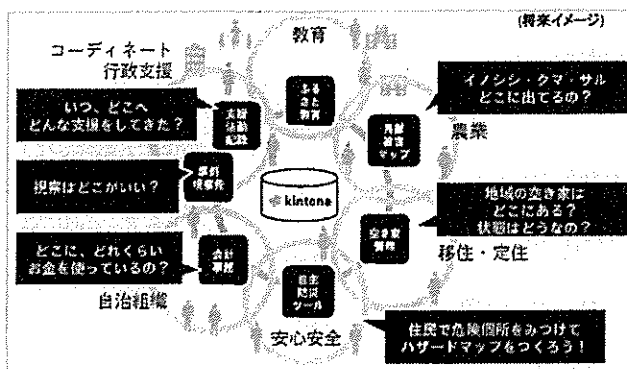 (将来イメージ)
教育
コーディネート
行政支援
いつ、どこへ
どんな支援をしてきた?
支援
活動
記録
ふる
さと
教育
イノシシ・クマ・サル
どこに出てるの?
農業
鳥獣
被害
マップ
視察はどこがいい?
kintone
地域の空き家は
どこにある?
状態はどうなの?
空き家
移住・定住
どこに、どれくらい
お金を使っているの?
会計
自治組織
自主
防災
ツール
安心安全
住民で危険個所をみつけて
ハザードマップをつくろう!